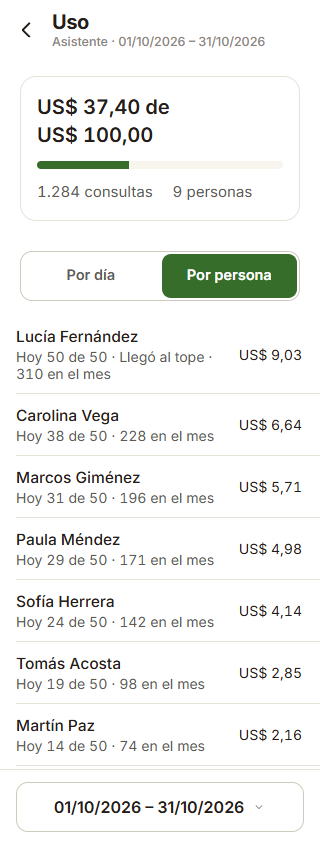 Uso
Asistente · 01/10/2026 – 31/10/2026
US$ 37,40 de
US$ 100,00
1.284 consultas 9 personas
Por día Por persona
Lucía Fernández
Hoy 50 de 50 · Llegó al tope ·
310 en el mes
US$ 9,03
Carolina Vega
Hoy 38 de 50 · 228 en el mes
US$ 6,64
Marcos Giménez
Hoy 31 de 50 · 196 en el mes
US$ 5,71
Paula Méndez
Hoy 29 de 50 · 171 en el mes
US$ 4,98
Sofía Herrera
Hoy 24 de 50 · 142 en el mes
US$ 4,14
Tomás Acosta
Hoy 19 de 50 · 98 en el mes
US$ 2,85
Martín Paz
Hoy 14 de 50 · 74 en el mes
US$ 2,16
01/10/2026 – 31/10/2026